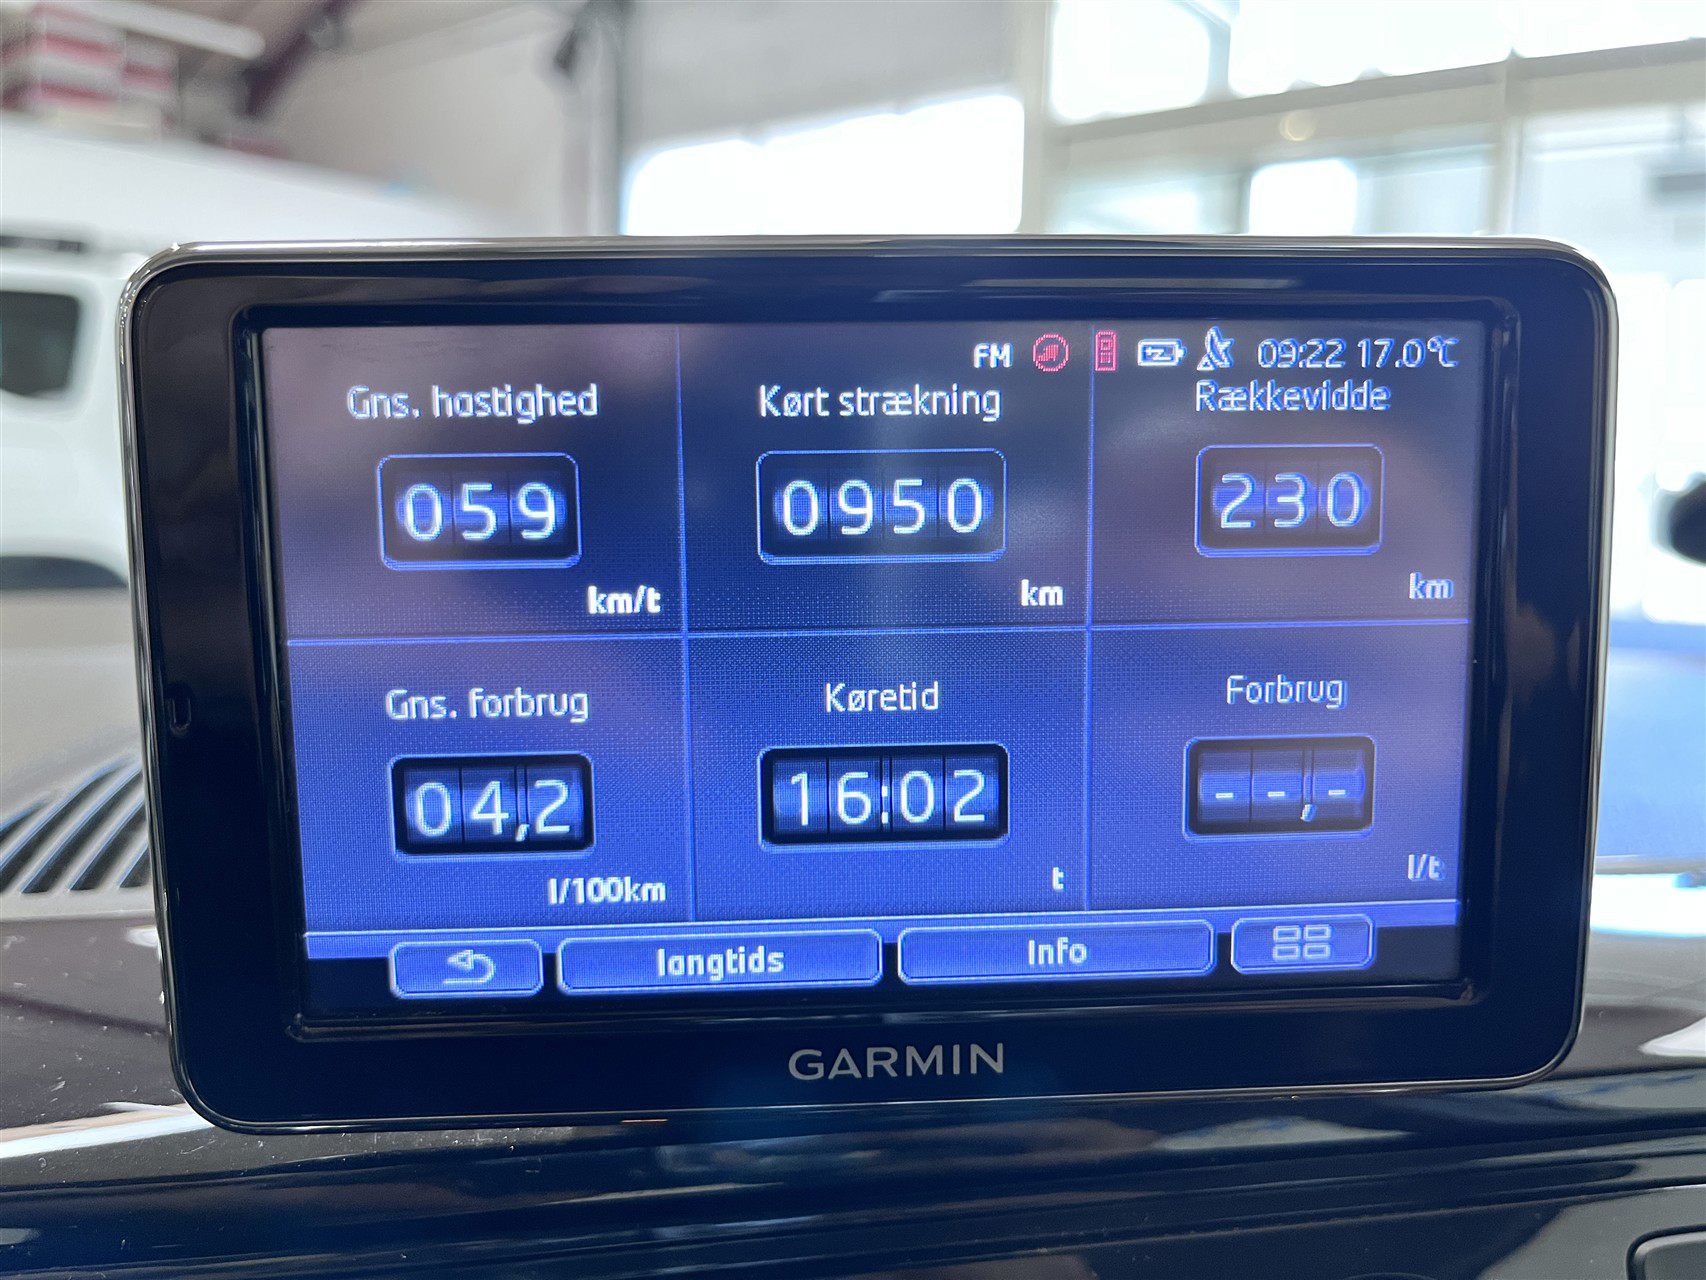 FM 09:22 17.0°C
Gns. hastighed
059
km/t
Kørt strækning
0950
km
Rækkevidde
230
km
Gns. forbrug
04,2
l/100km
Køretid
16:02
t
Forbrug
--,-
l/t
langtids
Info
GARMIN